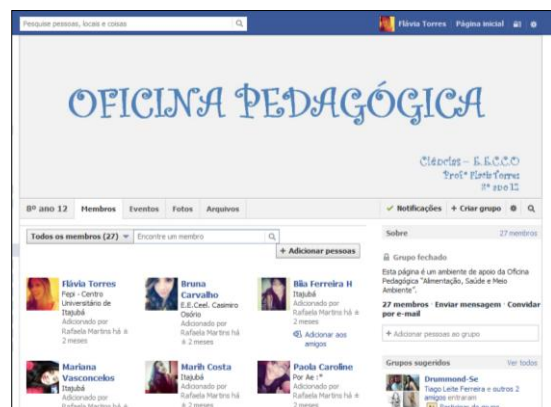 Pesquise pessoas, locais e coisas
Flávia Torres Página inicial
OFICINA PEDAGÓGICA
Ciências – E.E.C.C.O
Profª Flavia Torres
8º ano 12
8º ano 12 Membros Eventos Fotos Arquivos
✓ Notificações + Criar grupo
Todos os membros (27) Encontre um membro
+ Adicionar pessoas
Flávia Torres
Fepi - Centro
Universitário de
Itajubá
Adicionado por
Rafaela Martins há ±
2 meses
Bruna
Carvalho
E.E.Ceel. Casimiro
Osório
Adicionado por
Rafaela Martins há
± 2 meses
Biia Ferreira H
Itajubá
Adicionado por
Rafaela Martins há ±
2 meses
Adicionar aos
amigos
Mariana
Vasconcelos
Itajubá
Adicionado por
Rafaela Martins há ±
Marih Costa
Itajubá
Adicionado por
Rafaela Martins há
± 2 meses
Paola Caroline
Por Ae :*
Adicionado por
Rafaela Martins há ±
2 meses
Sobre 27 membros
Grupo fechado
Esta página é um ambiente de apoio da Oficina
Pedagógica "Alimentação, Saúde e Meio
Ambiente".
27 membros · Enviar mensagem · Convidar
por e-mail
+ Adicionar pessoas ao grupo
Grupos sugeridos Ver todos
Drummond-Se
Tiago Leite Ferreira e outros 2
amigos entraram